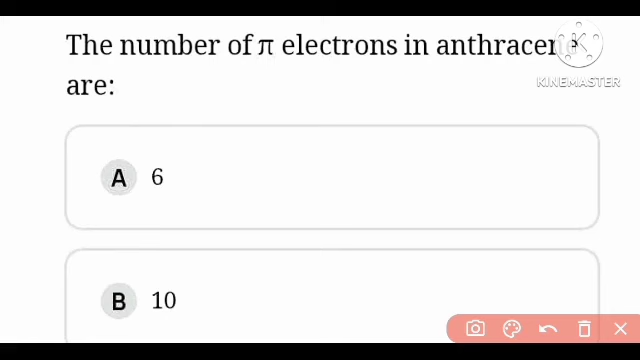 The number of π electrons in anthracene
KINEMASTER
are:
A 6
B 10